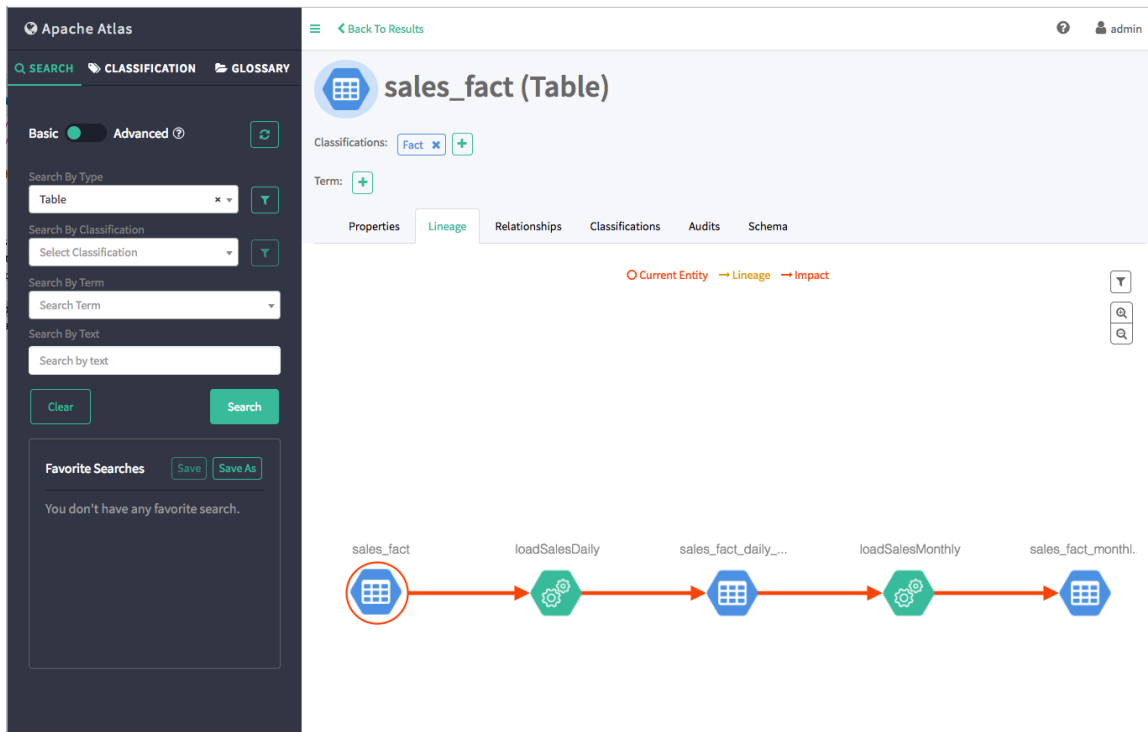 Apache Atlas
Back To Results
admin
SEARCH CLASSIFICATION GLOSSARY
sales_fact (Table)
Basic Advanced
Classifications: Fact
Term:
Search By Type
Table
Search By Classification
Select Classification
Search By Term
Search Term
Search By Text
Search by text
Clear Search
Favorite Searches Save Save As
You don't have any favorite search.
Properties Lineage Relationships Classifications Audits Schema
Current Entity Lineage Impact
sales_fact loadSalesDaily sales_fact_daily_... loadSalesMonthly sales_fact_monthl..